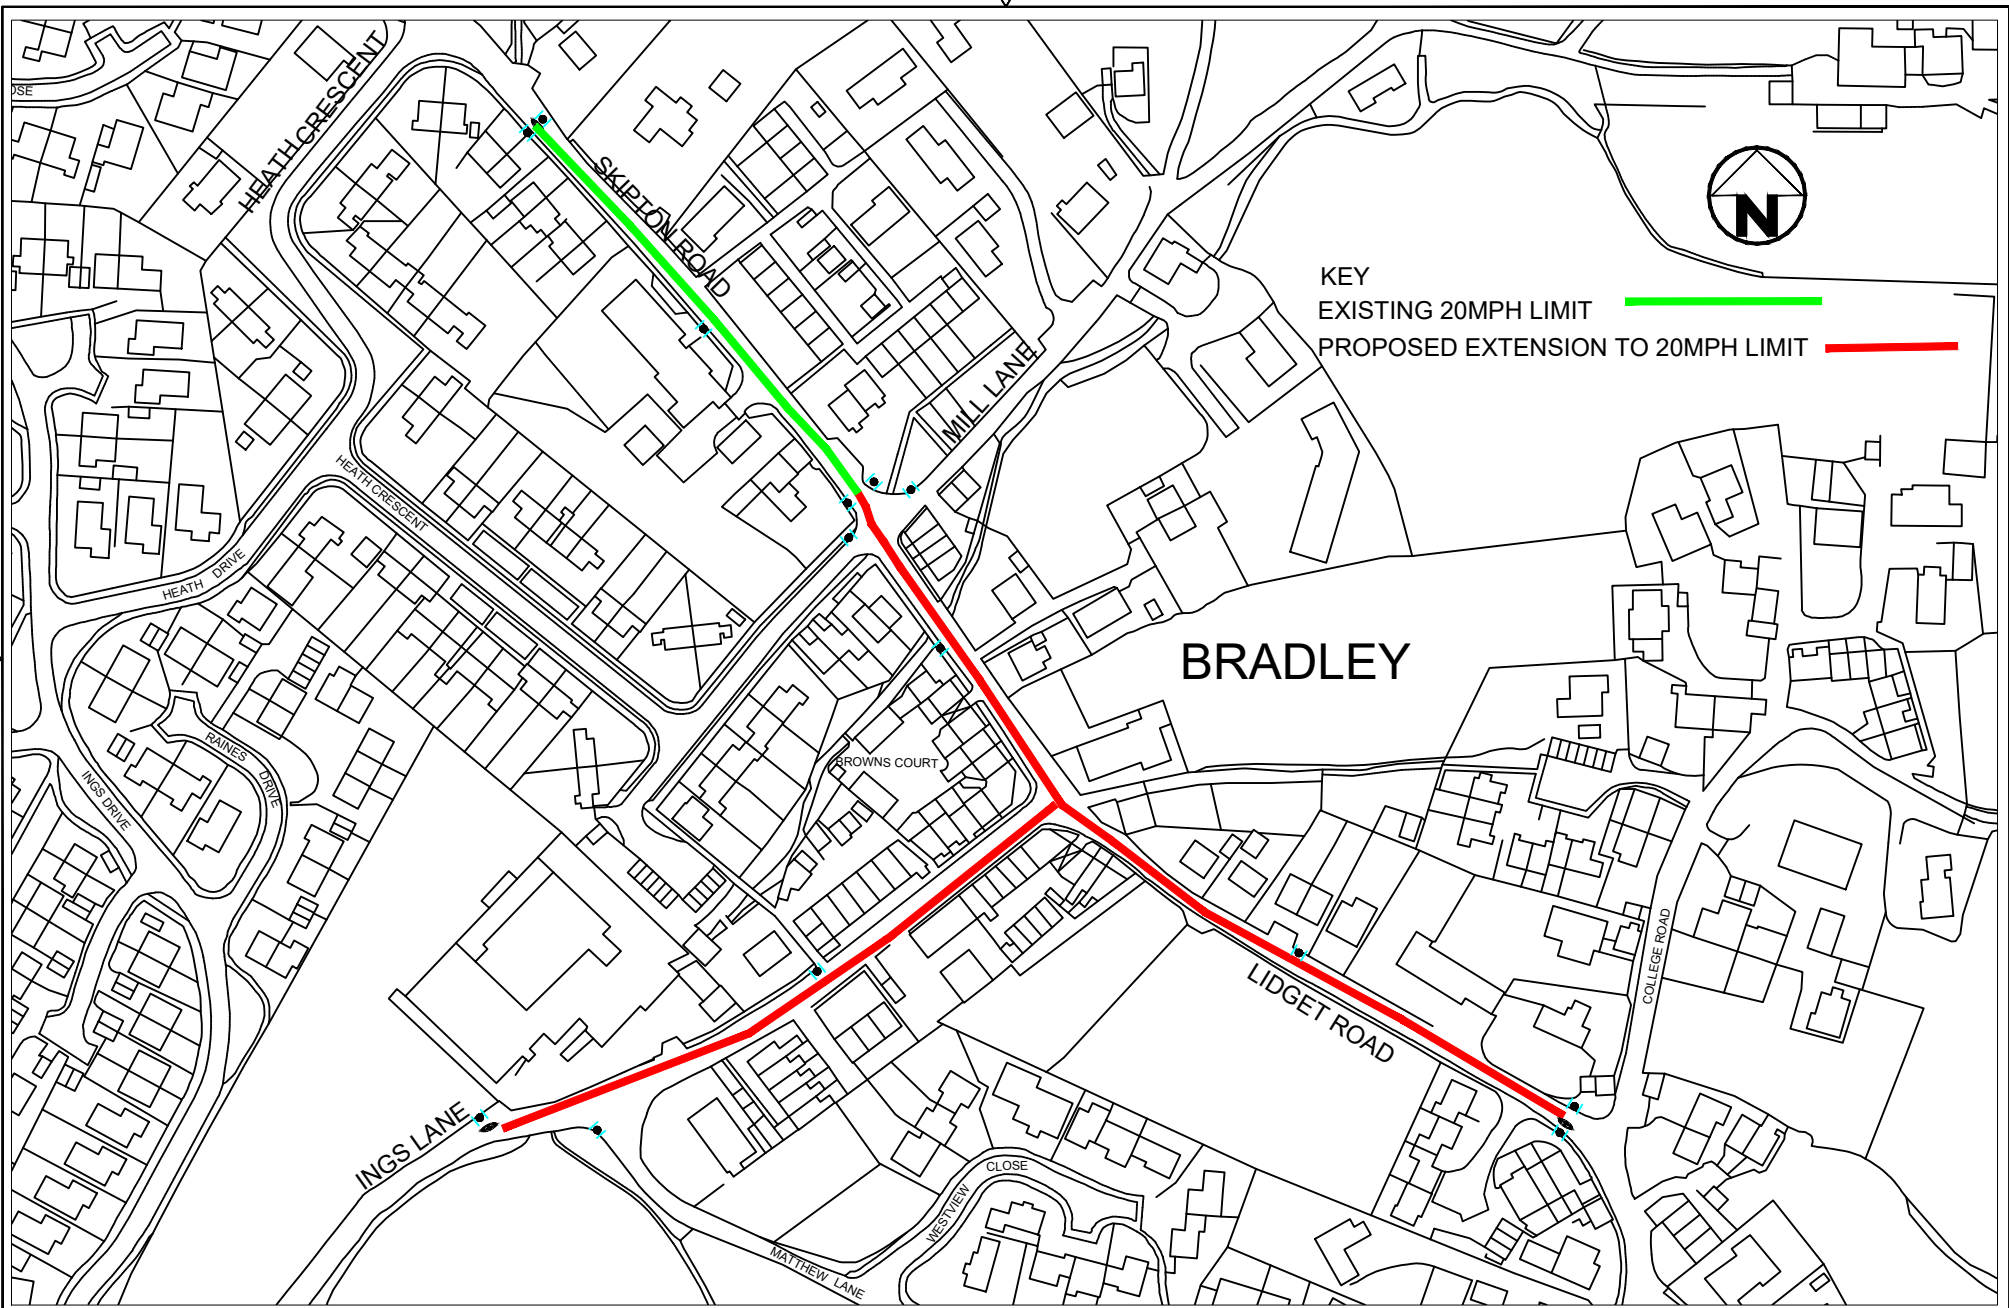 HEATH CRESCENT
OSE
SKIPTON ROAD
N
KEY
EXISTING 20MPH LIMIT
PROPOSED EXTENSION TO 20MPH LIMIT
MILL LANE
HEATH CRESCENT
HEATH DRIVE
BRADLEY
RAINES DRIVE
INGS DRIVE
BROWNS COURT
COLLEGE ROAD
LIDGET ROAD
INGS LANE
WESTVIEW CLOSE
MATTHEW LANE